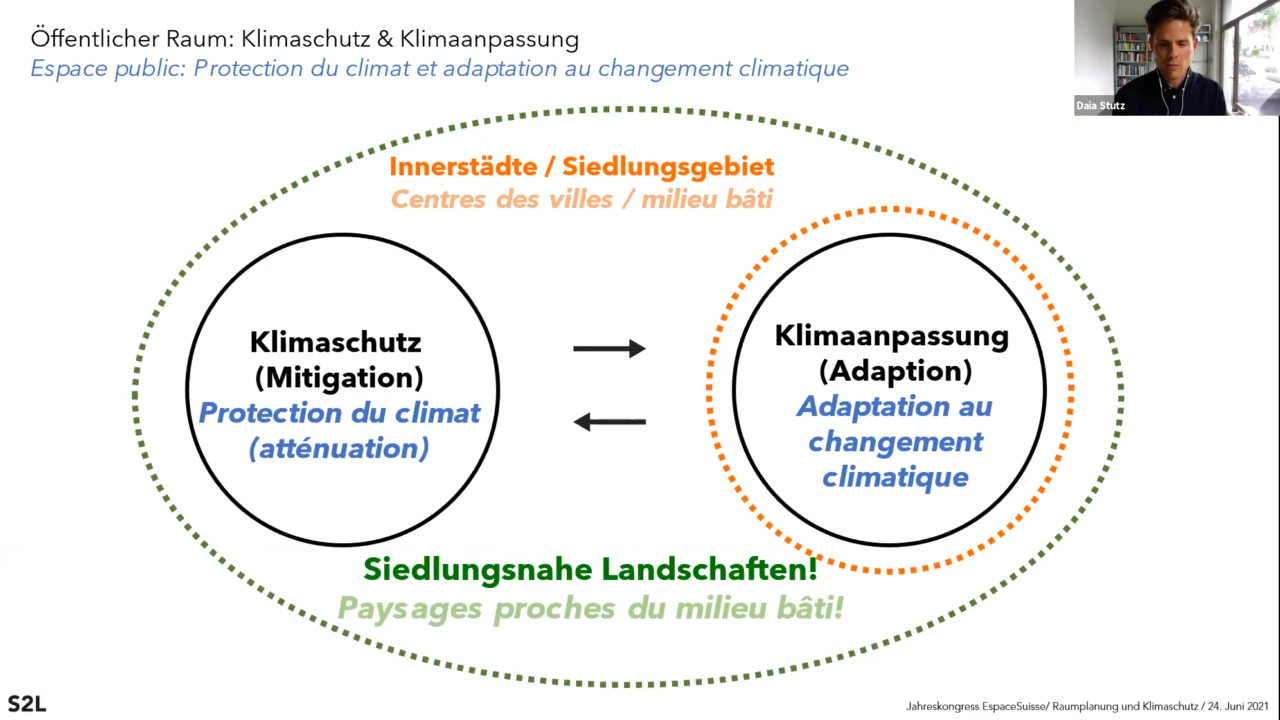 Öffentlicher Raum: Klimaschutz & Klimaanpassung
Espace public: Protection du climat et adaptation au changement climatique
Daia Stutz
Innerstädte / Siedlungsgebiet
Centres des villes / milieu bâti
Klimaschutz
(Mitigation)
Protection du climat
(atténuation)
Klimaanpassung
(Adaption)
Adaptation au
changement
climatique
Siedlungsnahe Landschaften!
Paysages proches du milieu bâti!
S2L
Jahreskongress EspaceSuisse/ Raumplanung und Klimaschutz / 24. Juni 2021